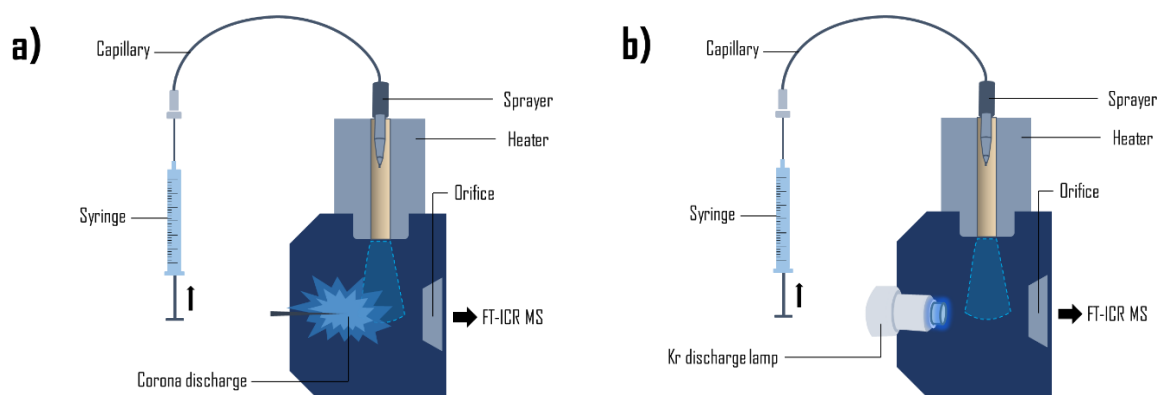 a)
Capillary
Sprayer
Heater
Orifice
Syringe
FT-ICR MS
Corona discharge
b)
Capillary
Sprayer
Heater
Orifice
Syringe
FT-ICR MS
Kr discharge lamp